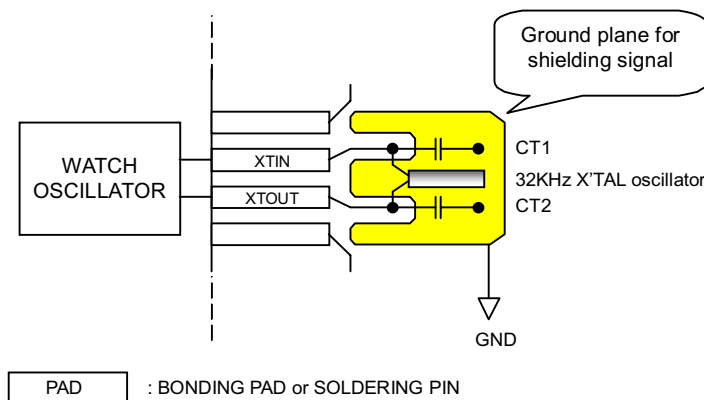 Ground plane for
shielding signal
WATCH
OSCILLATOR
XTIN
XTOUT
CT1
32KHz X'TAL oscillator
CT2
GND
PAD : BONDING PAD or SOLDERING PIN